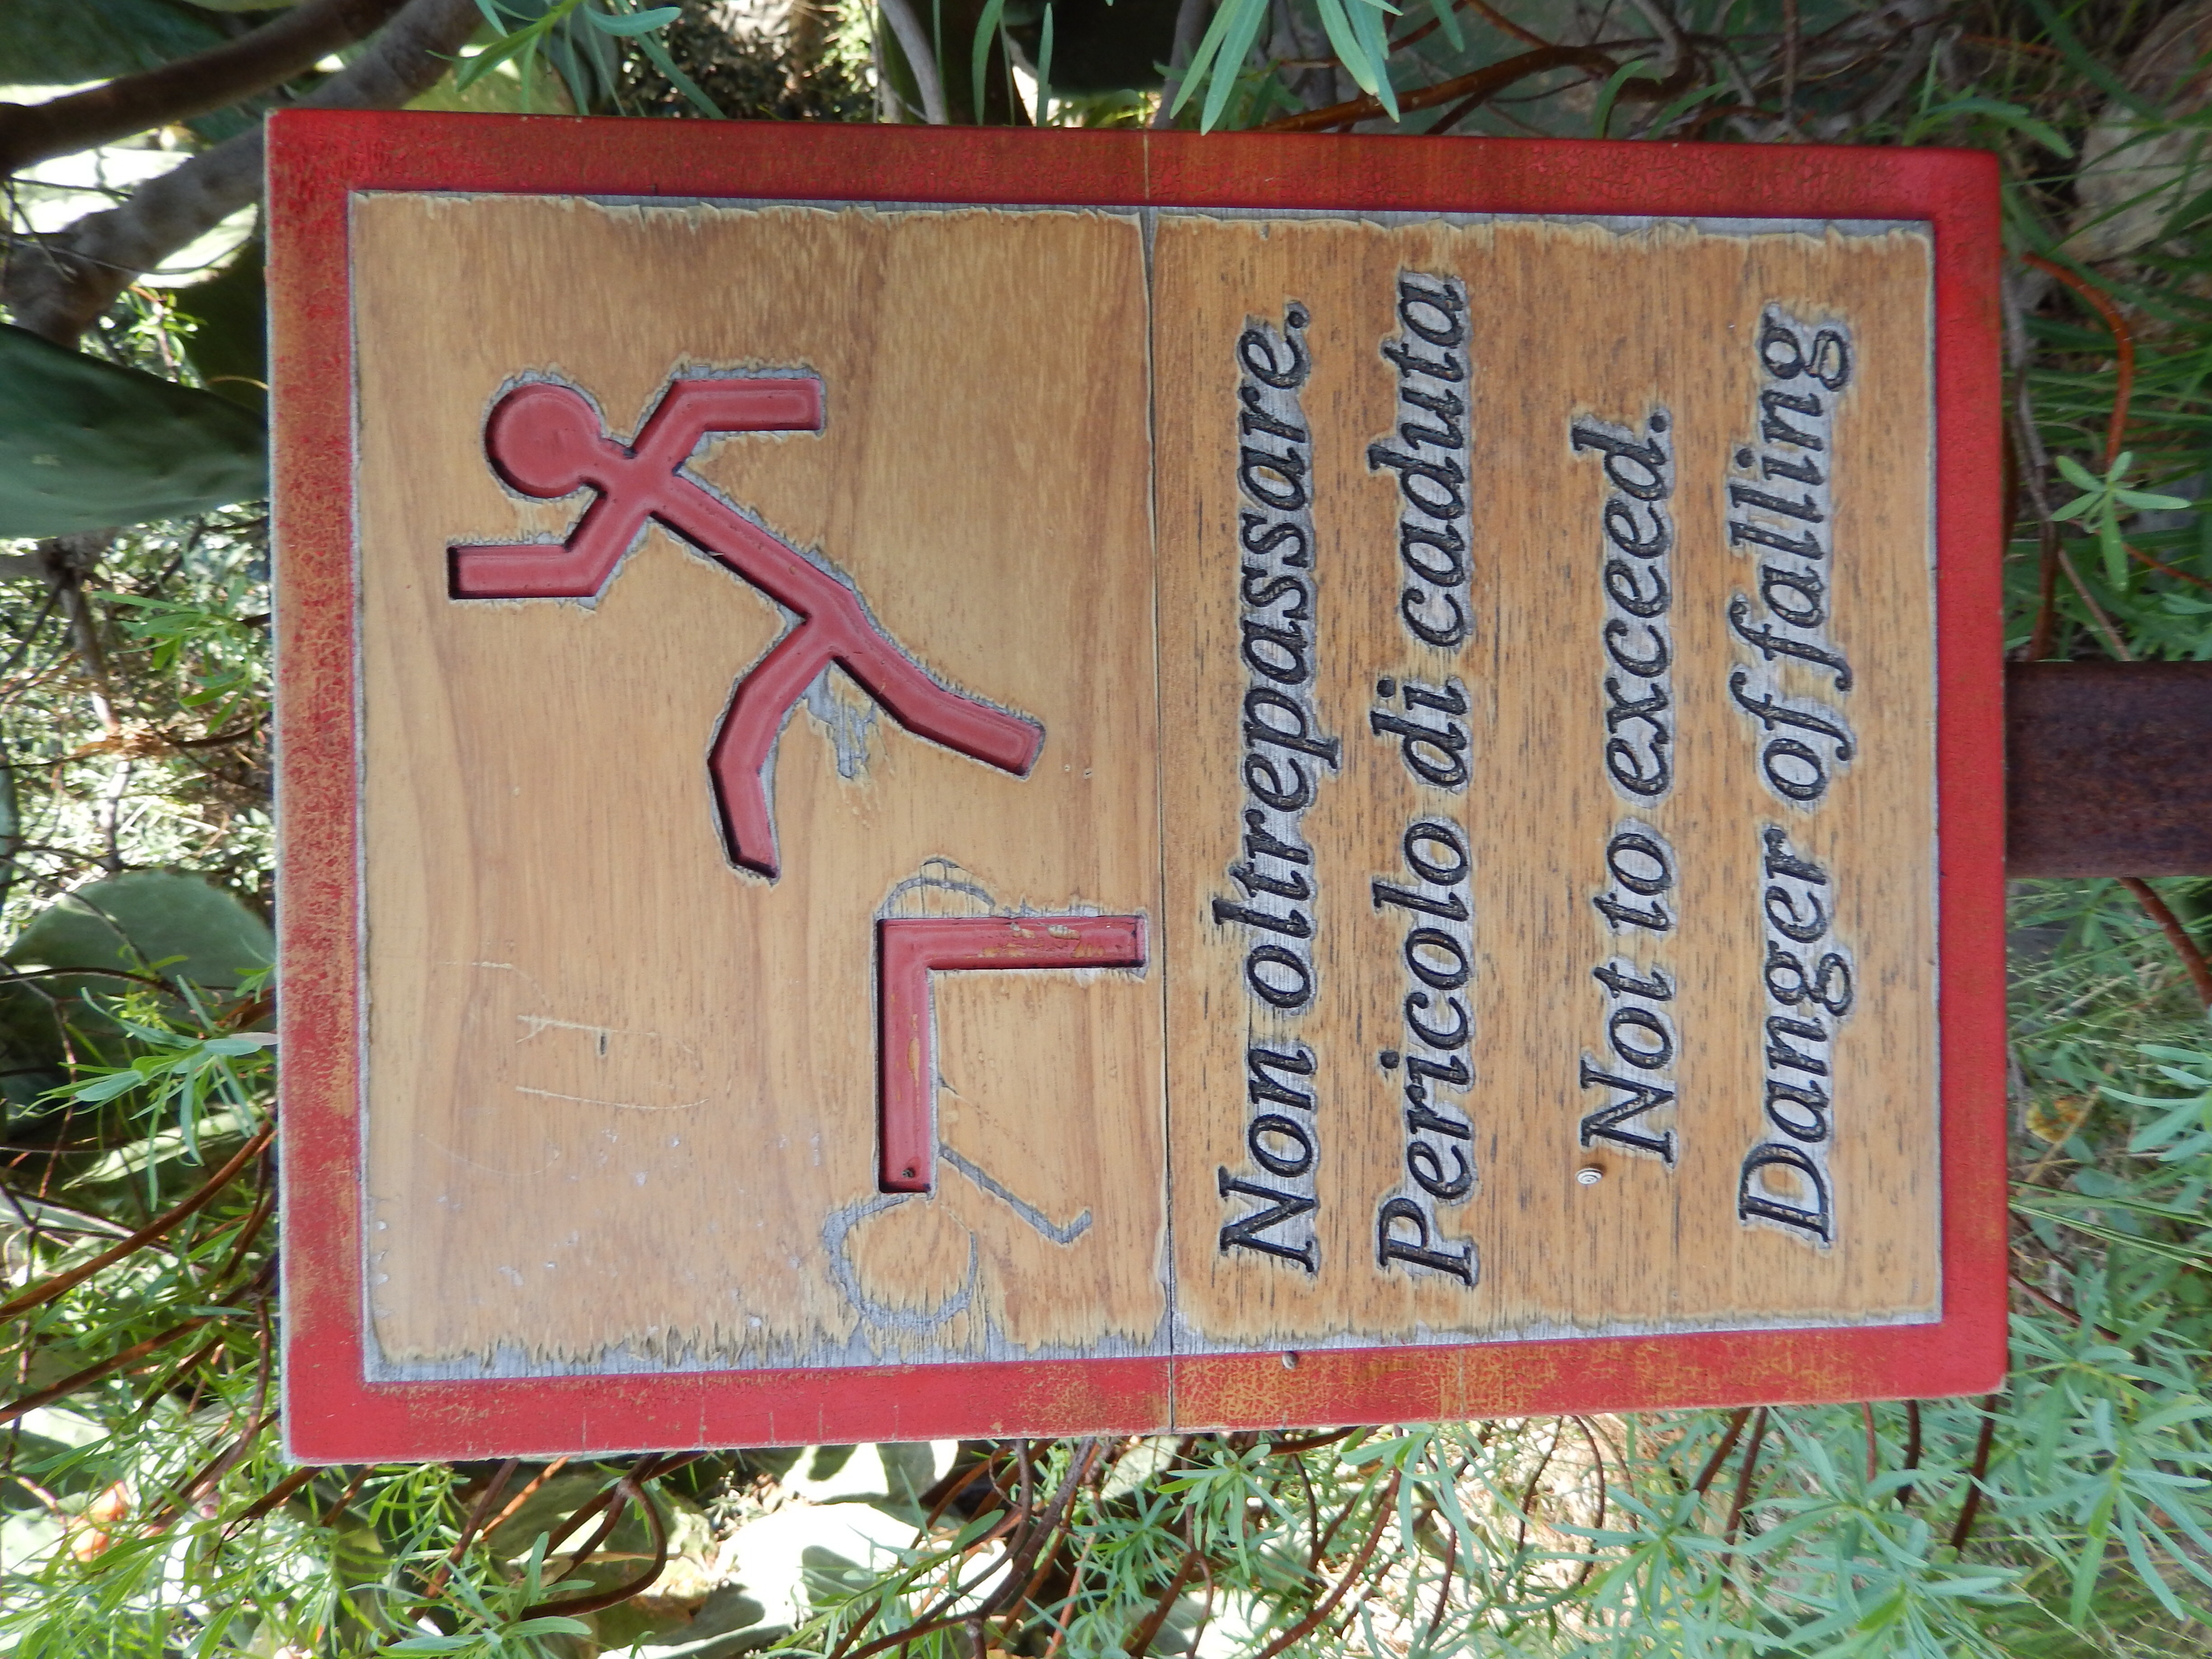 Non oltrepassare.
Pericolo di caduta
Not to exceed.
Danger of falling